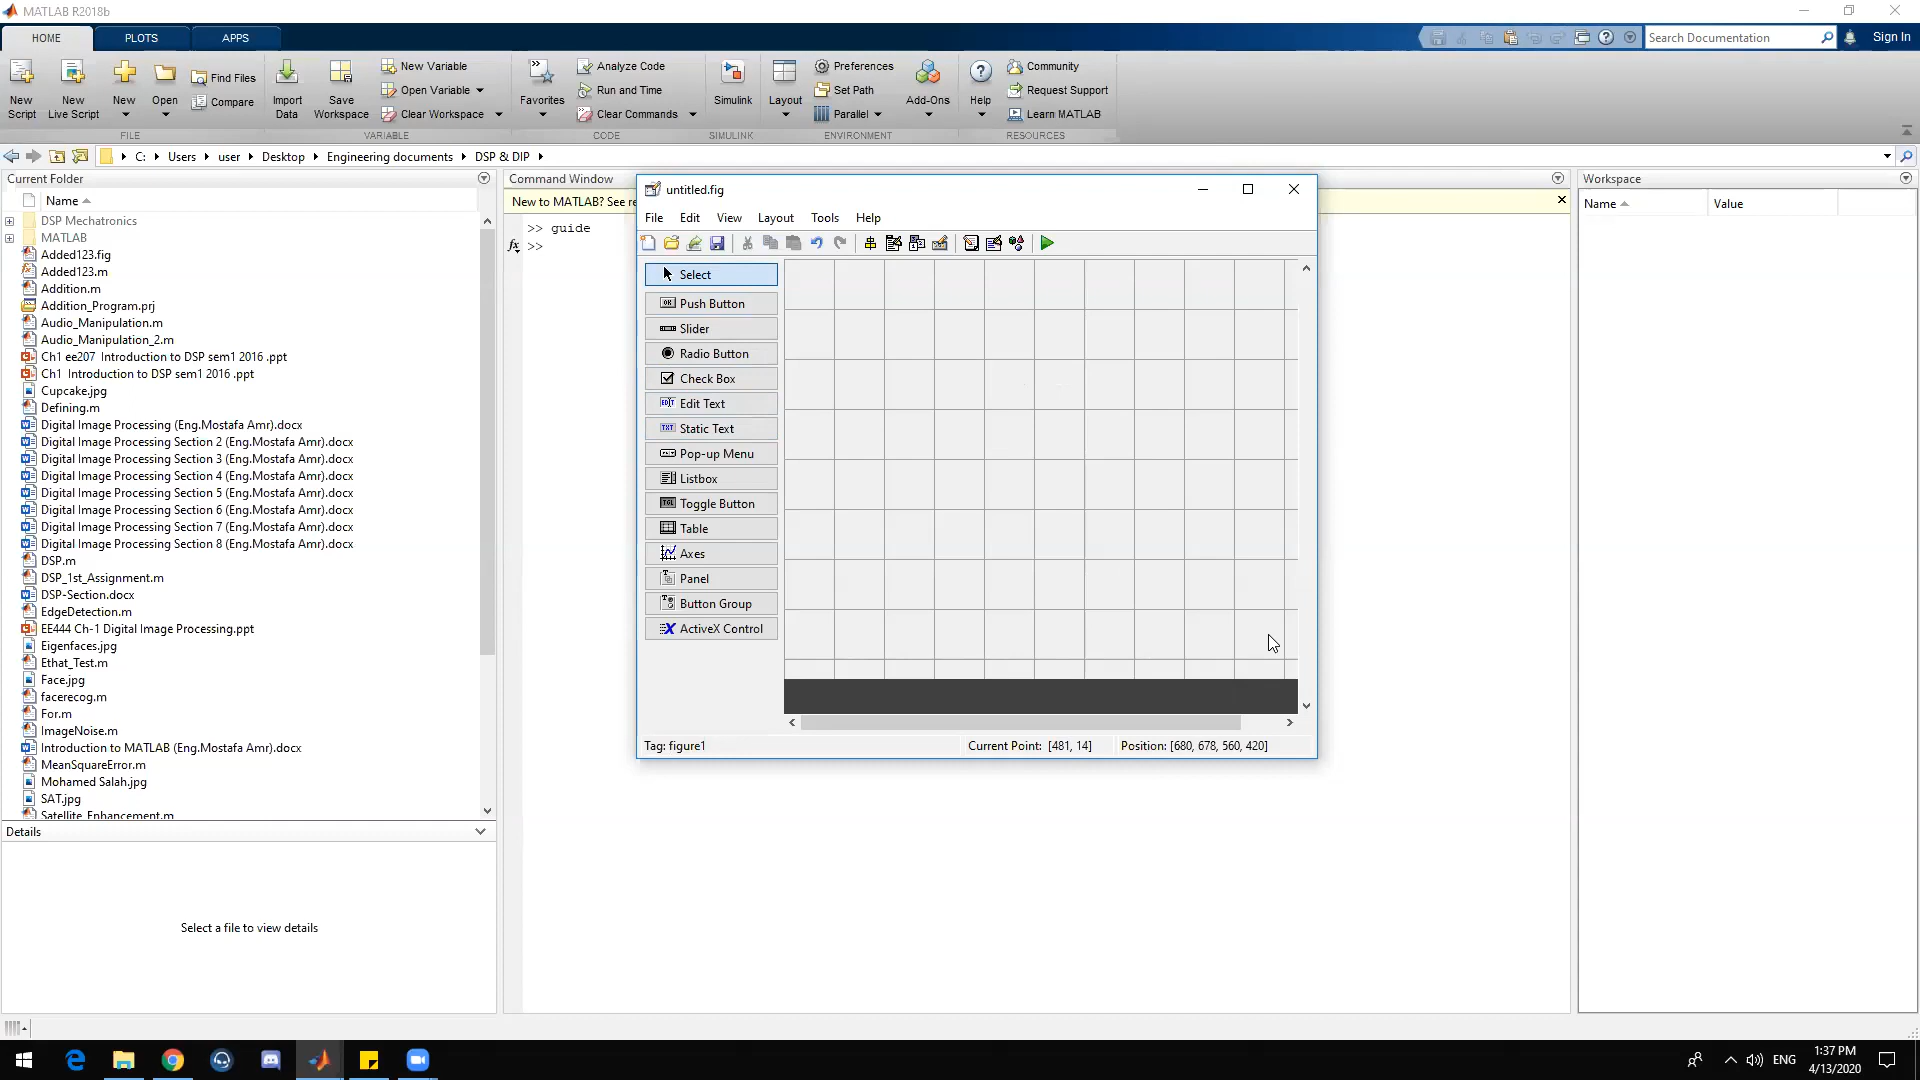 MATLAB R2018b
HOME
PLOTS
APPS
Search Documentation
Sign In
New Script
New Live Script
New
Open
Find Files
Compare
FILE
Import Data
Save Workspace
New Variable
Open Variable
Clear Workspace
VARIABLE
Favorites
Analyze Code
Run and Time
Clear Commands
CODE
Simulink
SIMULINK
Layout
Preferences
Set Path
Parallel
Add-Ons
ENVIRONMENT
Help
Community
Request Support
Learn MATLAB
RESOURCES
C: Users user Desktop Engineering documents DSP & DIP
Current Folder
Name
DSP Mechatronics
MATLAB
Added123.fig
Added123.m
Addition.m
Addition_Program.prj
Audio_Manipulation.m
Audio_Manipulation_2.m
Ch1 ee207 Introduction to DSP sem1 2016 .ppt
Ch1 Introduction to DSP sem1 2016 .ppt
Cupcake.jpg
Defining.m
Digital Image Processing (Eng.Mostafa Amr).docx
Digital Image Processing Section 2 (Eng.Mostafa Amr).docx
Digital Image Processing Section 3 (Eng.Mostafa Amr).docx
Digital Image Processing Section 4 (Eng.Mostafa Amr).docx
Digital Image Processing Section 5 (Eng.Mostafa Amr).docx
Digital Image Processing Section 6 (Eng.Mostafa Amr).docx
Digital Image Processing Section 7 (Eng.Mostafa Amr).docx
Digital Image Processing Section 8 (Eng.Mostafa Amr).docx
DSP.m
DSP_1st_Assignment.m
DSP-Section.docx
EdgeDetection.m
EE444 Ch-1 Digital Image Processing.ppt
Eigenfaces.jpg
Ethat_Test.m
Face.jpg
facerecog.m
For.m
ImageNoise.m
Introduction to MATLAB (Eng.Mostafa Amr).docx
MeanSquareError.m
Mohamed Salah.jpg
SAT.jpg
Satellite_Enhancement.m
Details
Select a file to view details
Command Window
New to MATLAB? See re
>> guide
fx >>
untitled.fig
File Edit View Layout Tools Help
Select
OK Push Button
Slider
Radio Button
Check Box
EDIT Edit Text
TXT Static Text
Pop-up Menu
Listbox
TGL Toggle Button
Table
Axes
Panel
Button Group
ActiveX Control
Tag: figure1
Current Point: [481, 14]
Position: [680, 678, 560, 420]
Workspace
Name
Value
ENG
1:37 PM
4/13/2020